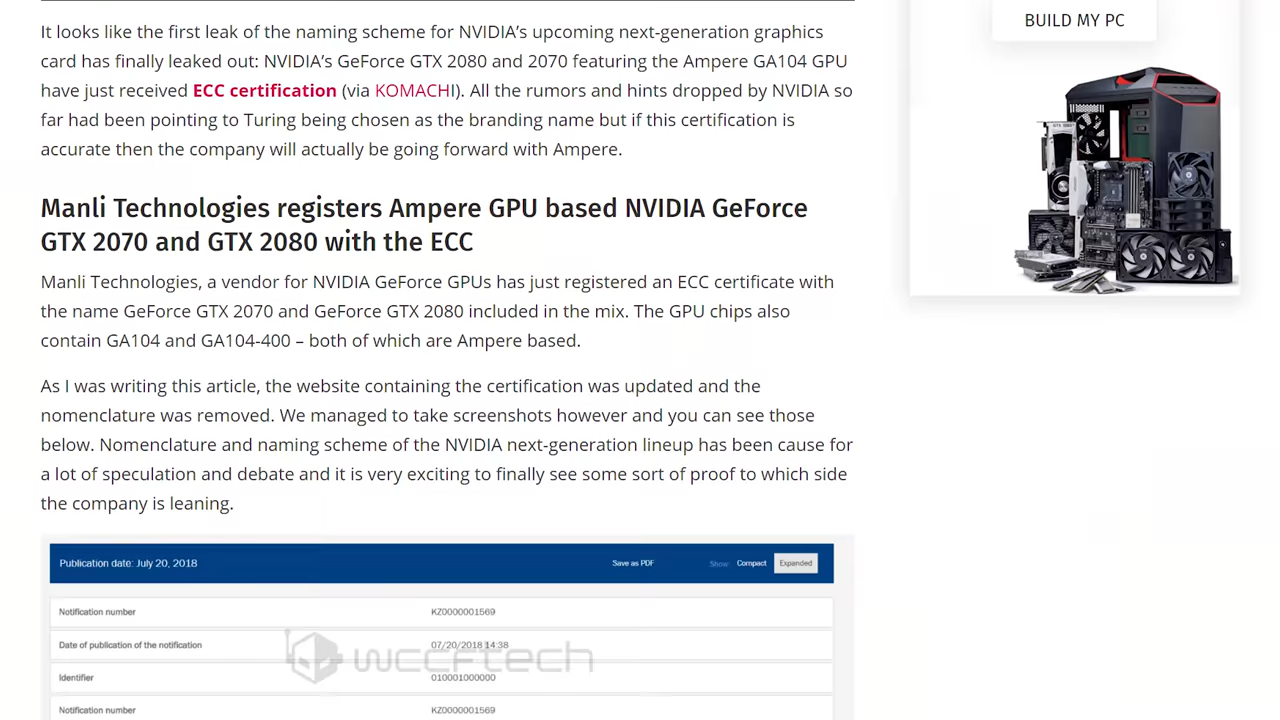 It looks like the first leak of the naming scheme for NVIDIA's upcoming next-generation graphics
card has finally leaked out: NVIDIA's GeForce GTX 2080 and 2070 featuring the Ampere GA104 GPU
have just received ECC certification (via KOMACHI). All the rumors and hints dropped by NVIDIA so
far had been pointing to Turing being chosen as the branding name but if this certification is
accurate then the company will actually be going forward with Ampere.
Manli Technologies registers Ampere GPU based NVIDIA GeForce
GTX 2070 and GTX 2080 with the ECC
Manli Technologies, a vendor for NVIDIA GeForce GPUs has just registered an ECC certificate with
the name GeForce GTX 2070 and GeForce GTX 2080 included in the mix. The GPU chips also
contain GA104 and GA104-400 – both of which are Ampere based.
As I was writing this article, the website containing the certification was updated and the
nomenclature was removed. We managed to take screenshots however and you can see those
below. Nomenclature and naming scheme of the NVIDIA next-generation lineup has been cause for
a lot of speculation and debate and it is very exciting to finally see some sort of proof to which side
the company is leaning.
Publication date: July 20, 2018 Save as PDF Show: Compact Expanded
Notification number KZ0000001569
Date of publication of the notification 07/20/2018 14:38
wccftech
Identifier 010001000000
Notification number KZ0000001569
BUILD MY PC